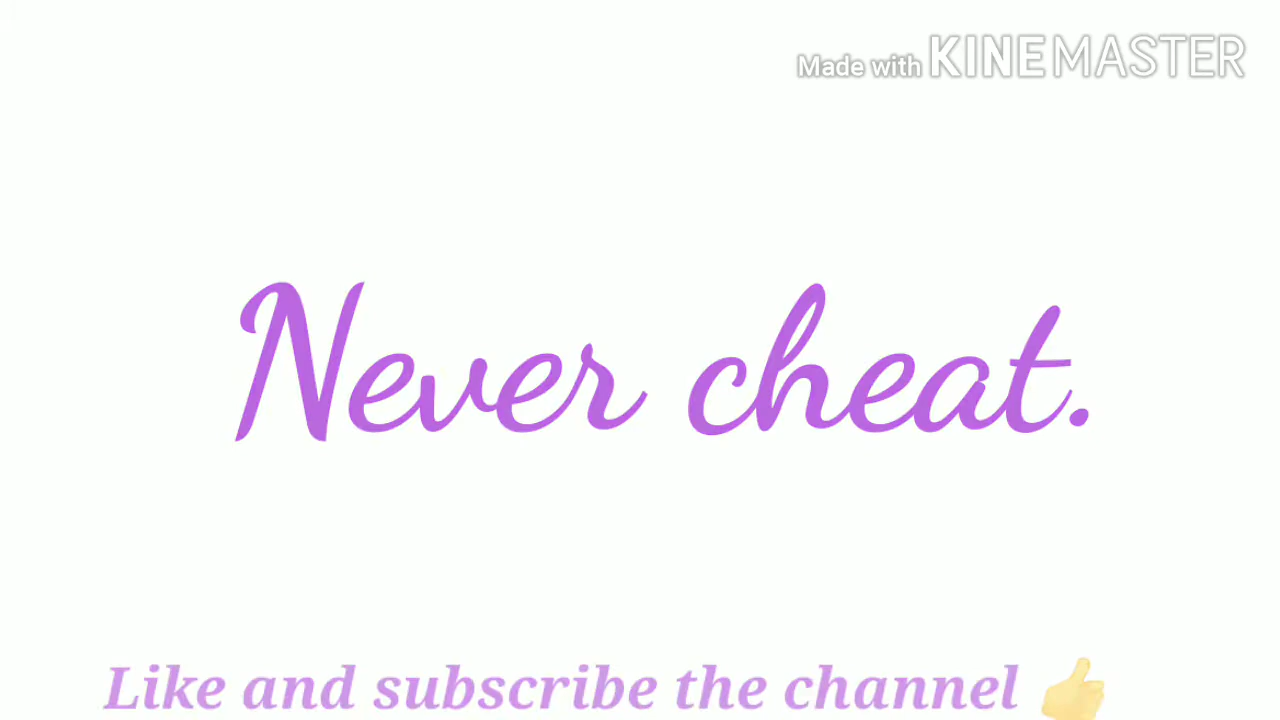 Made with KINEMASTER
Never cheat.
Like and subscribe the channel 👍